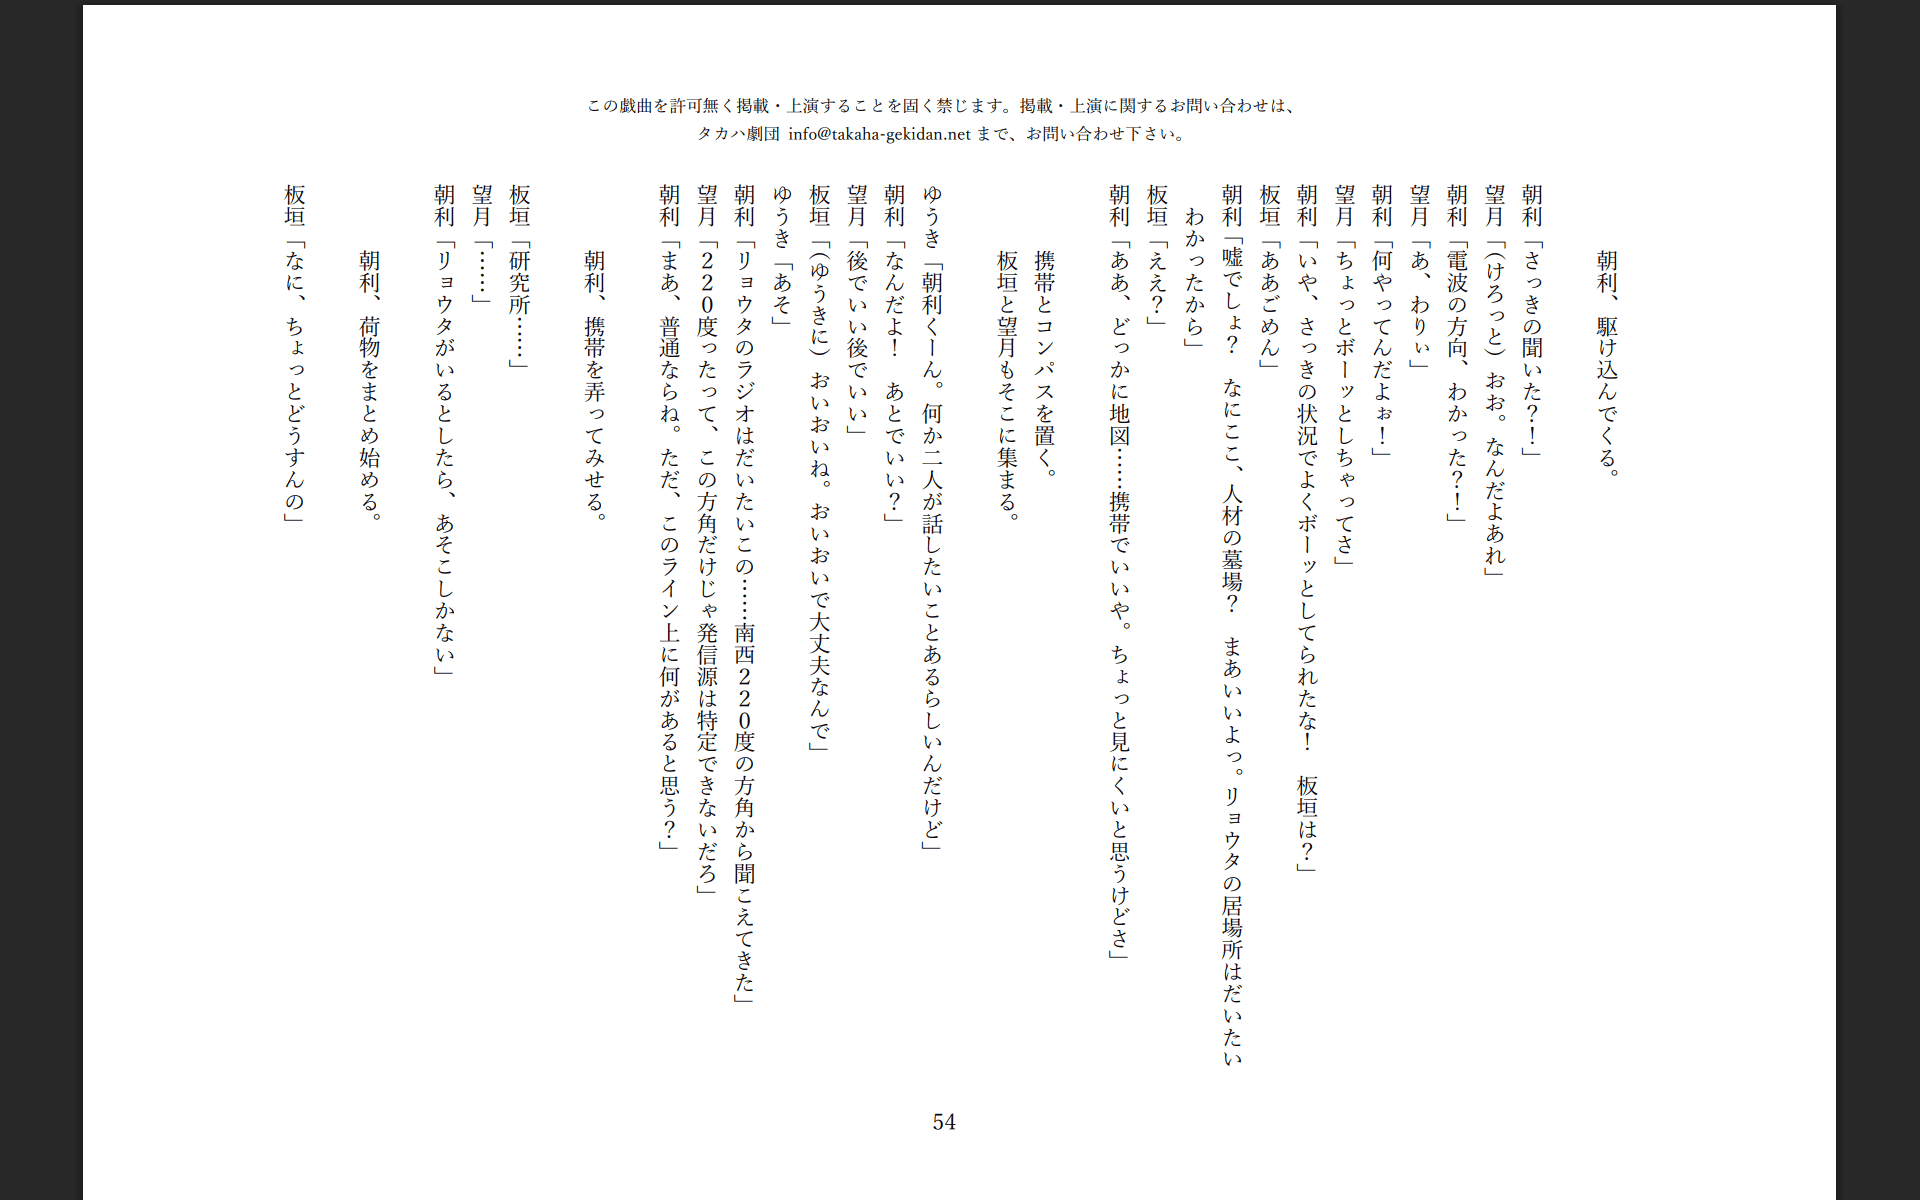 この戯曲を許可無く掲載・上演することを固く禁じます。掲載・上演に関するお問い合わせは、
タカハ劇団 info@takaha-gekidan.net まで、お問い合わせ下さい。
朝利、駆け込んでくる。
朝利「さっきの聞いた？！」
望月「（けろっと）おお。なんだよあれ」
朝利「電波の方向、わかった？！」
望月「あ、わりぃ」
朝利「何やってんだよぉ！」
望月「ちょっとボーッとしちゃってさ」
朝利「いや、さっきの状況でよくボーッとしてられたな！　板垣は？」
板垣「ああごめん」
朝利「嘘でしょ？　なにここ、人材の墓場？　まあいいよっ。リョウタの居場所はだいたい
わかったから」
板垣「ええ？」
朝利「ああ、どっかに地図……携帯でいいや。ちょっと見にくいと思うけどさ」
携帯とコンパスを置く。
板垣と望月もそこに集まる。
ゆうき「朝利くーん。何か二人が話したいことあるらしいんだけど」
朝利「なんだよ！　あとでいい？」
望月「後でいい後でいい」
板垣「（ゆうきに）おいおいね。おいおいで大丈夫なんで」
ゆうき「あそ」
朝利「リョウタのラジオはだいたいこの……南西２２０度の方角から聞こえてきた」
望月「２２０度ったって、この方角だけじゃ発信源は特定できないだろ」
朝利「まあ、普通ならね。ただ、このライン上に何があると思う？」
朝利、携帯を弄ってみせる。
板垣「研究所……」
望月「……」
朝利「リョウタがいるとしたら、あそこしかない」
朝利、荷物をまとめ始める。
板垣「なに、ちょっとどうすんの」
54